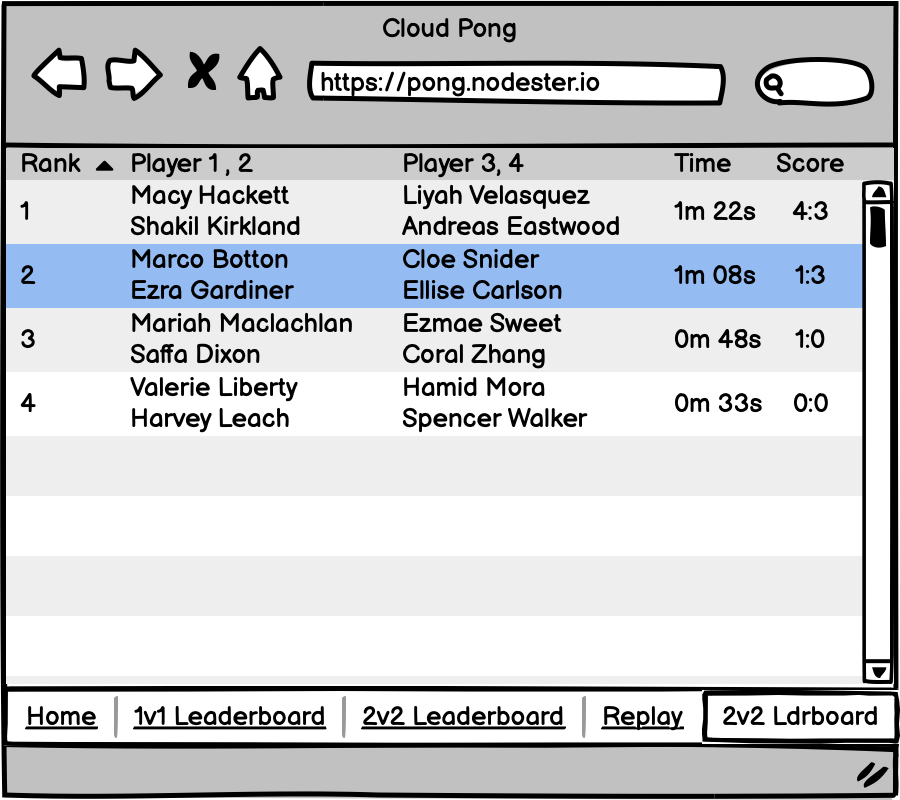 Cloud Pong
https://pong.nodester.io
Rank Player 1 , 2 Player 3, 4 Time Score
1 Macy Hackett Liyah Velasquez 1m 22s 4:3
Shakil Kirkland Andreas Eastwood
2 Marco Botton Cloe Snider 1m 08s 1:3
Ezra Gardiner Ellise Carlson
3 Mariah Maclachlan Ezmae Sweet 0m 48s 1:0
Saffa Dixon Coral Zhang
4 Valerie Liberty Hamid Mora 0m 33s 0:0
Harvey Leach Spencer Walker
Home 1v1 Leaderboard 2v2 Leaderboard Replay 2v2 Ldrboard